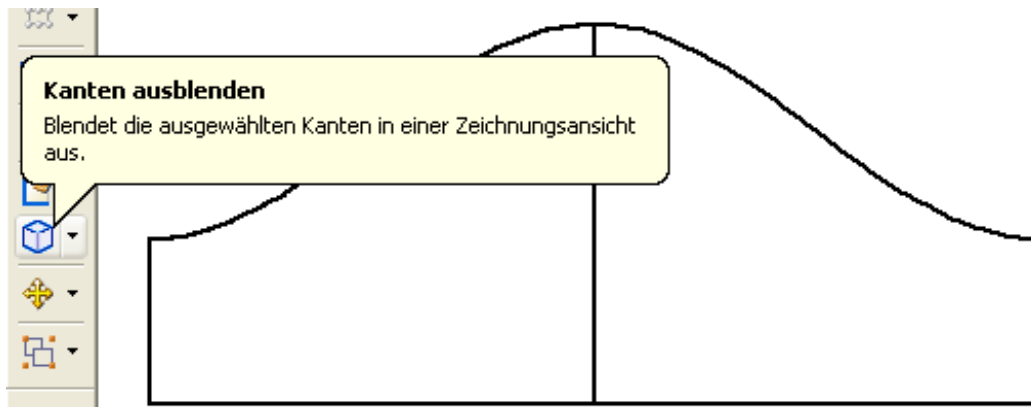 Kanten ausblenden
Blendet die ausgewählten Kanten in einer Zeichnungsansicht
aus.